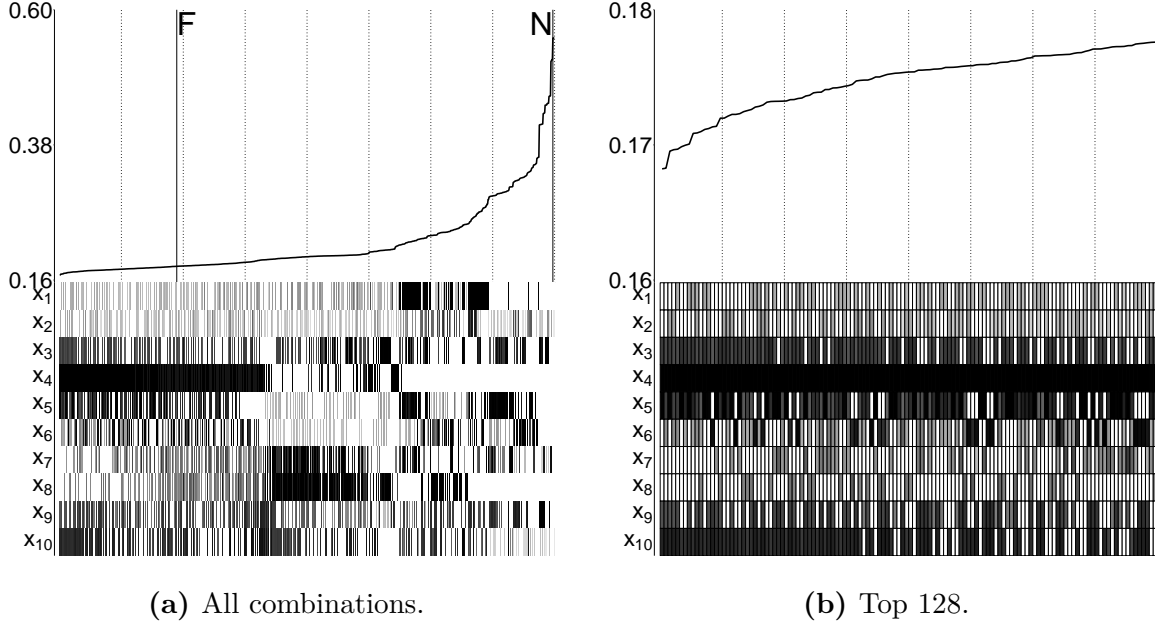 0.60
F
N
0.38
0.16
x1
x2
x3
x4
x5
x6
x7
x8
x9
x10
(a) All combinations.
0.18
0.17
0.16
x1
x2
x3
x4
x5
x6
x7
x8
x9
x10
(b) Top 128.